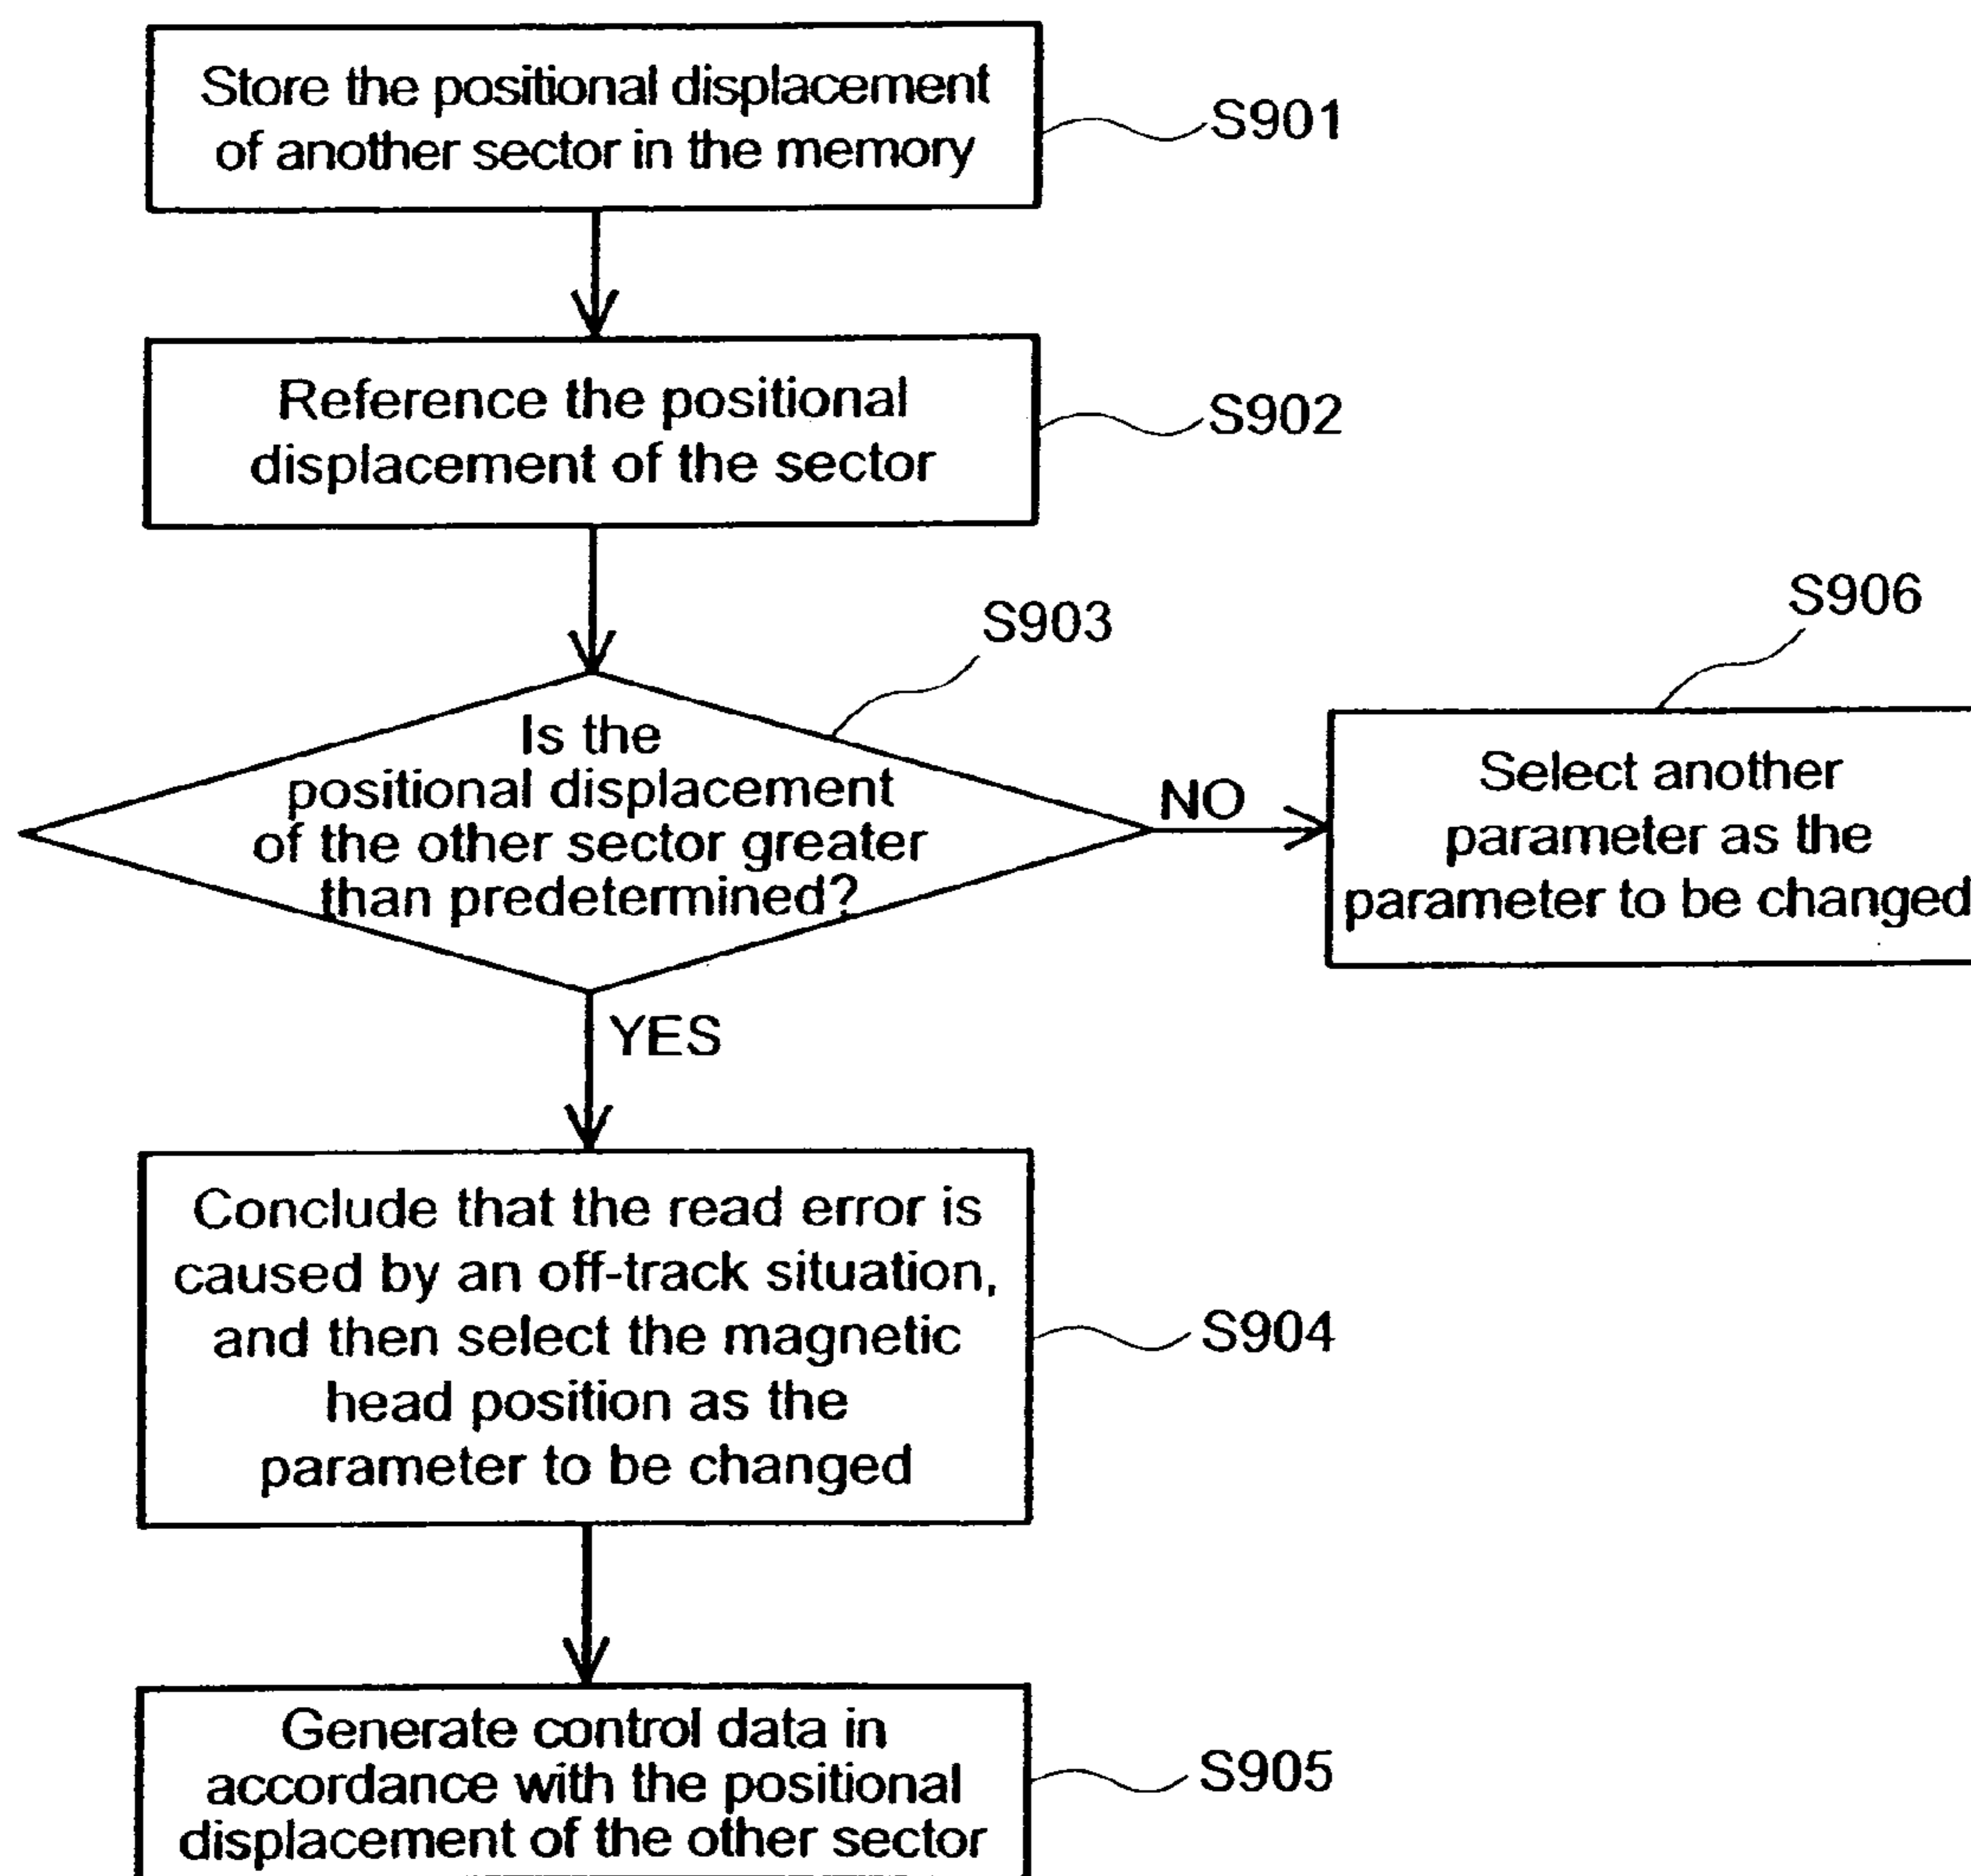 Store the positional displacement
of another sector in the memory
S901
Reference the positional
displacement of the sector
S902
S903
S906
Is the
positional displacement
of the other sector greater
than predetermined?
NO
Select another
parameter as the
parameter to be changed
YES
Conclude that the read error is
caused by an off-track situation,
and then select the magnetic
head position as the
parameter to be changed
S904
Generate control data in
accordance with the positional
displacement of the other sector
S905